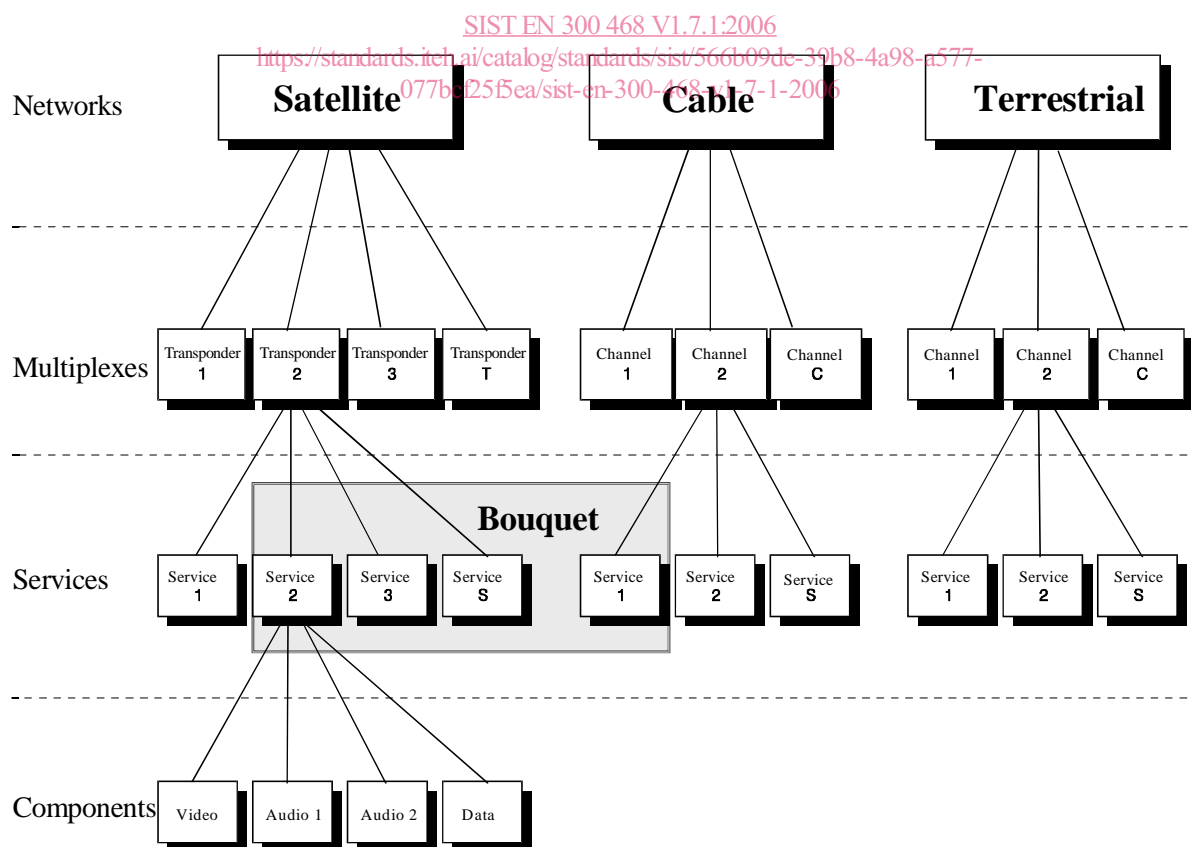 SIST EN 300 468 V1.7.1:2006
https://standards.iteh.ai/catalog/standards/sist/566b09de-39b8-4a98-a577-
077bcf25f5ea/sist-en-300-468-v1-7-1-2006
Networks
Satellite
Cable
Terrestrial
Multiplexes
Transponder
1
Transponder
2
Transponder
3
Transponder
T
Channel
1
Channel
2
Channel
C
Channel
1
Channel
2
Channel
C
Bouquet
Services
Service
1
Service
2
Service
3
Service
S
Service
1
Service
2
Service
S
Service
1
Service
2
Service
S
Components
Video
Audio 1
Audio 2
Data